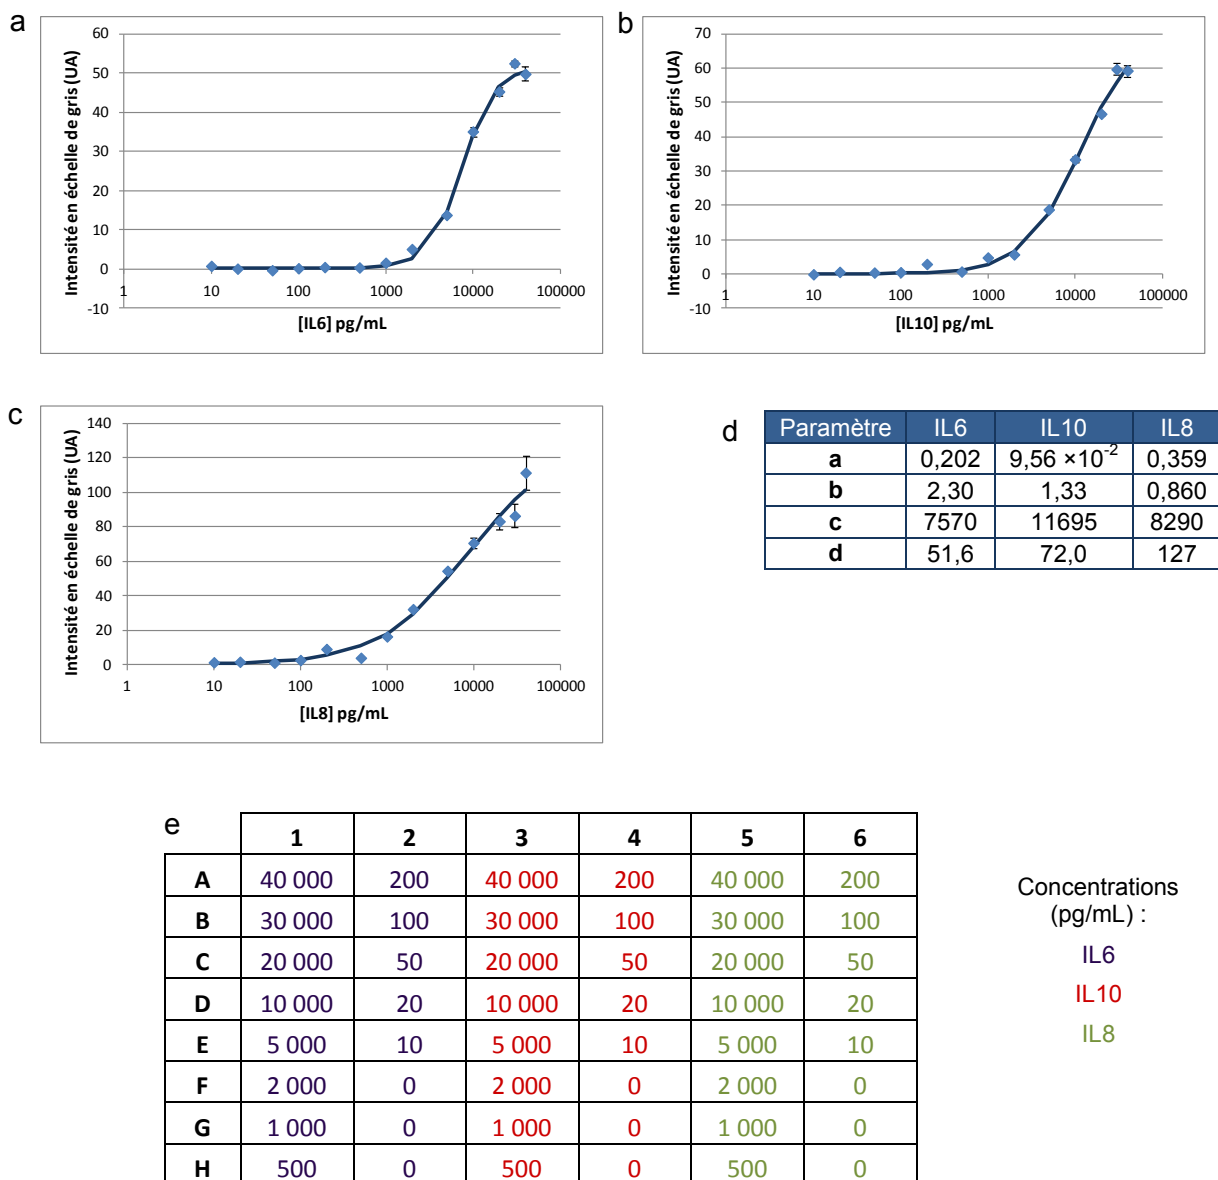 a
60
50
40
30
20
10
0
-10
Intensité en échelle de gris (UA)
1 10 100 1000 10000 100000
[IL6] pg/mL
b
70
60
50
40
30
20
10
0
-10
Intensité en échelle de gris (UA)
1 10 100 1000 10000 100000
[IL10] pg/mL
c
140
120
100
80
60
40
20
0
Intensité en échelle de gris (UA)
1 10 100 1000 10000 100000
[IL8] pg/mL
d
Paramètre IL6 IL10 IL8
a 0,202 9,56 ×10⁻² 0,359
b 2,30 1,33 0,860
c 7570 11695 8290
d 51,6 72,0 127
e
1 2 3 4 5 6
A 40 000 200 40 000 200 40 000 200
B 30 000 100 30 000 100 30 000 100
C 20 000 50 20 000 50 20 000 50
D 10 000 20 10 000 20 10 000 20
E 5 000 10 5 000 10 5 000 10
F 2 000 0 2 000 0 2 000 0
G 1 000 0 1 000 0 1 000 0
H 500 0 500 0 500 0
Concentrations
(pg/mL) :
IL6
IL10
IL8